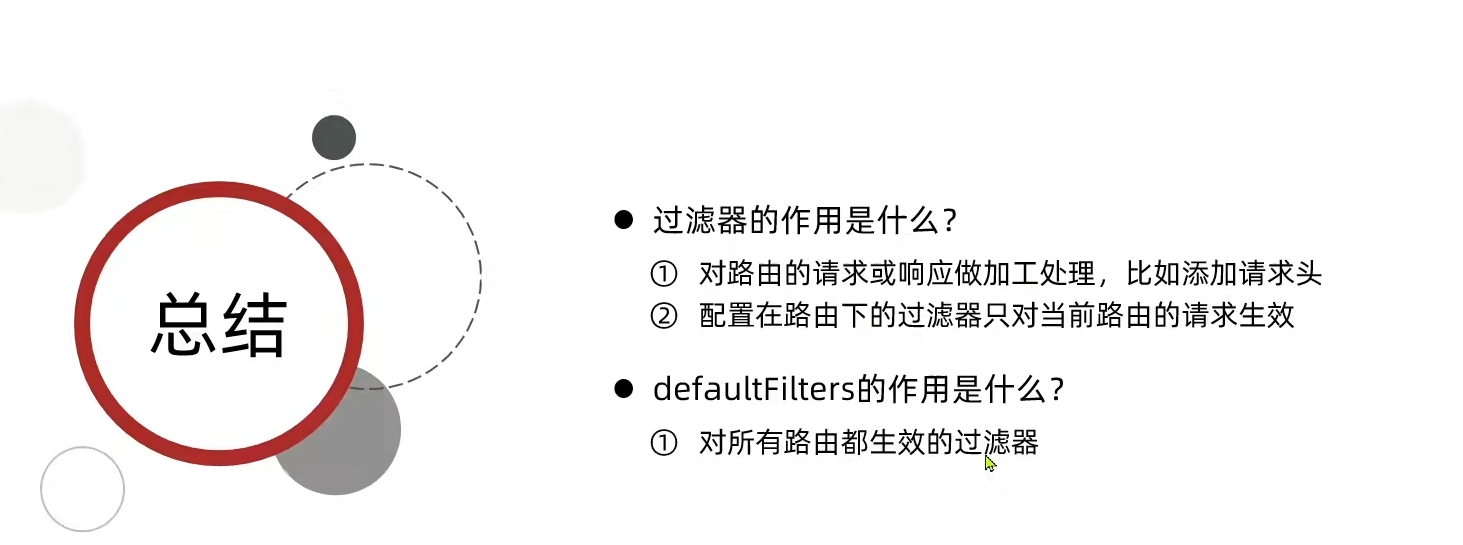 总结
● 过滤器的作用是什么？
① 对路由的请求或响应做加工处理，比如添加请求头
② 配置在路由下的过滤器只对当前路由的请求生效
● defaultFilters的作用是什么？
① 对所有路由都生效的过滤器